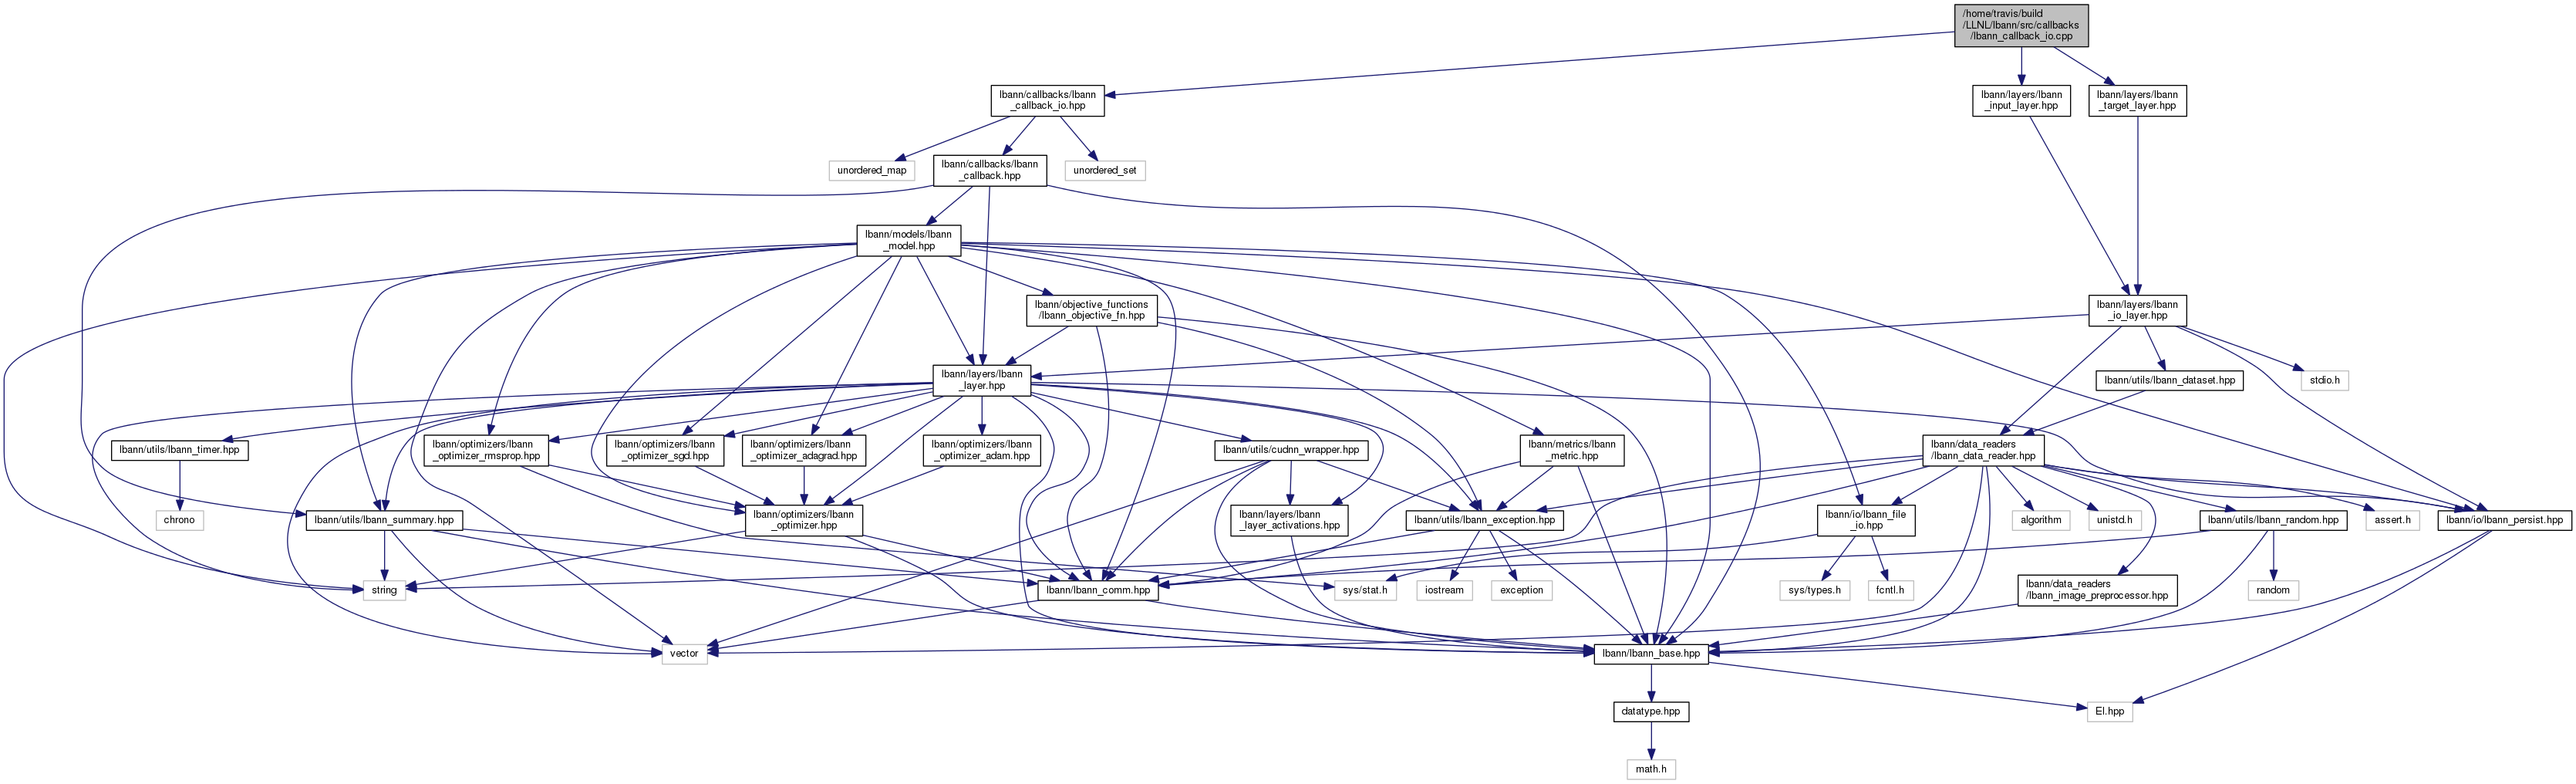 /home/travis/build
/LLNL/lbann/src/callbacks
/lbann_callback_io.cpp
lbann/callbacks/lbann
_callback_io.hpp
lbann/layers/lbann
_input_layer.hpp
lbann/layers/lbann
_target_layer.hpp
unordered_map
lbann/callbacks/lbann
_callback.hpp
unordered_set
lbann/models/lbann
_model.hpp
lbann/objective_functions
/lbann_objective_fn.hpp
lbann/layers/lbann
_io_layer.hpp
lbann/layers/lbann
_layer.hpp
lbann/utils/lbann_dataset.hpp
stdio.h
lbann/utils/lbann_timer.hpp
lbann/optimizers/lbann
_optimizer_rmsprop.hpp
lbann/optimizers/lbann
_optimizer_sgd.hpp
lbann/optimizers/lbann
_optimizer_adagrad.hpp
lbann/optimizers/lbann
_optimizer_adam.hpp
lbann/utils/cudnn_wrapper.hpp
lbann/metrics/lbann
_metric.hpp
lbann/data_readers
/lbann_data_reader.hpp
chrono
lbann/utils/lbann_summary.hpp
lbann/optimizers/lbann
_optimizer.hpp
lbann/layers/lbann
_layer_activations.hpp
lbann/utils/lbann_exception.hpp
lbann/io/lbann_file
_io.hpp
algorithm
unistd.h
lbann/utils/lbann_random.hpp
assert.h
lbann/io/lbann_persist.hpp
string
lbann/lbann_comm.hpp
sys/stat.h
iostream
exception
sys/types.h
fcntl.h
lbann/data_readers
/lbann_image_preprocessor.hpp
random
vector
lbann/lbann_base.hpp
datatype.hpp
El.hpp
math.h